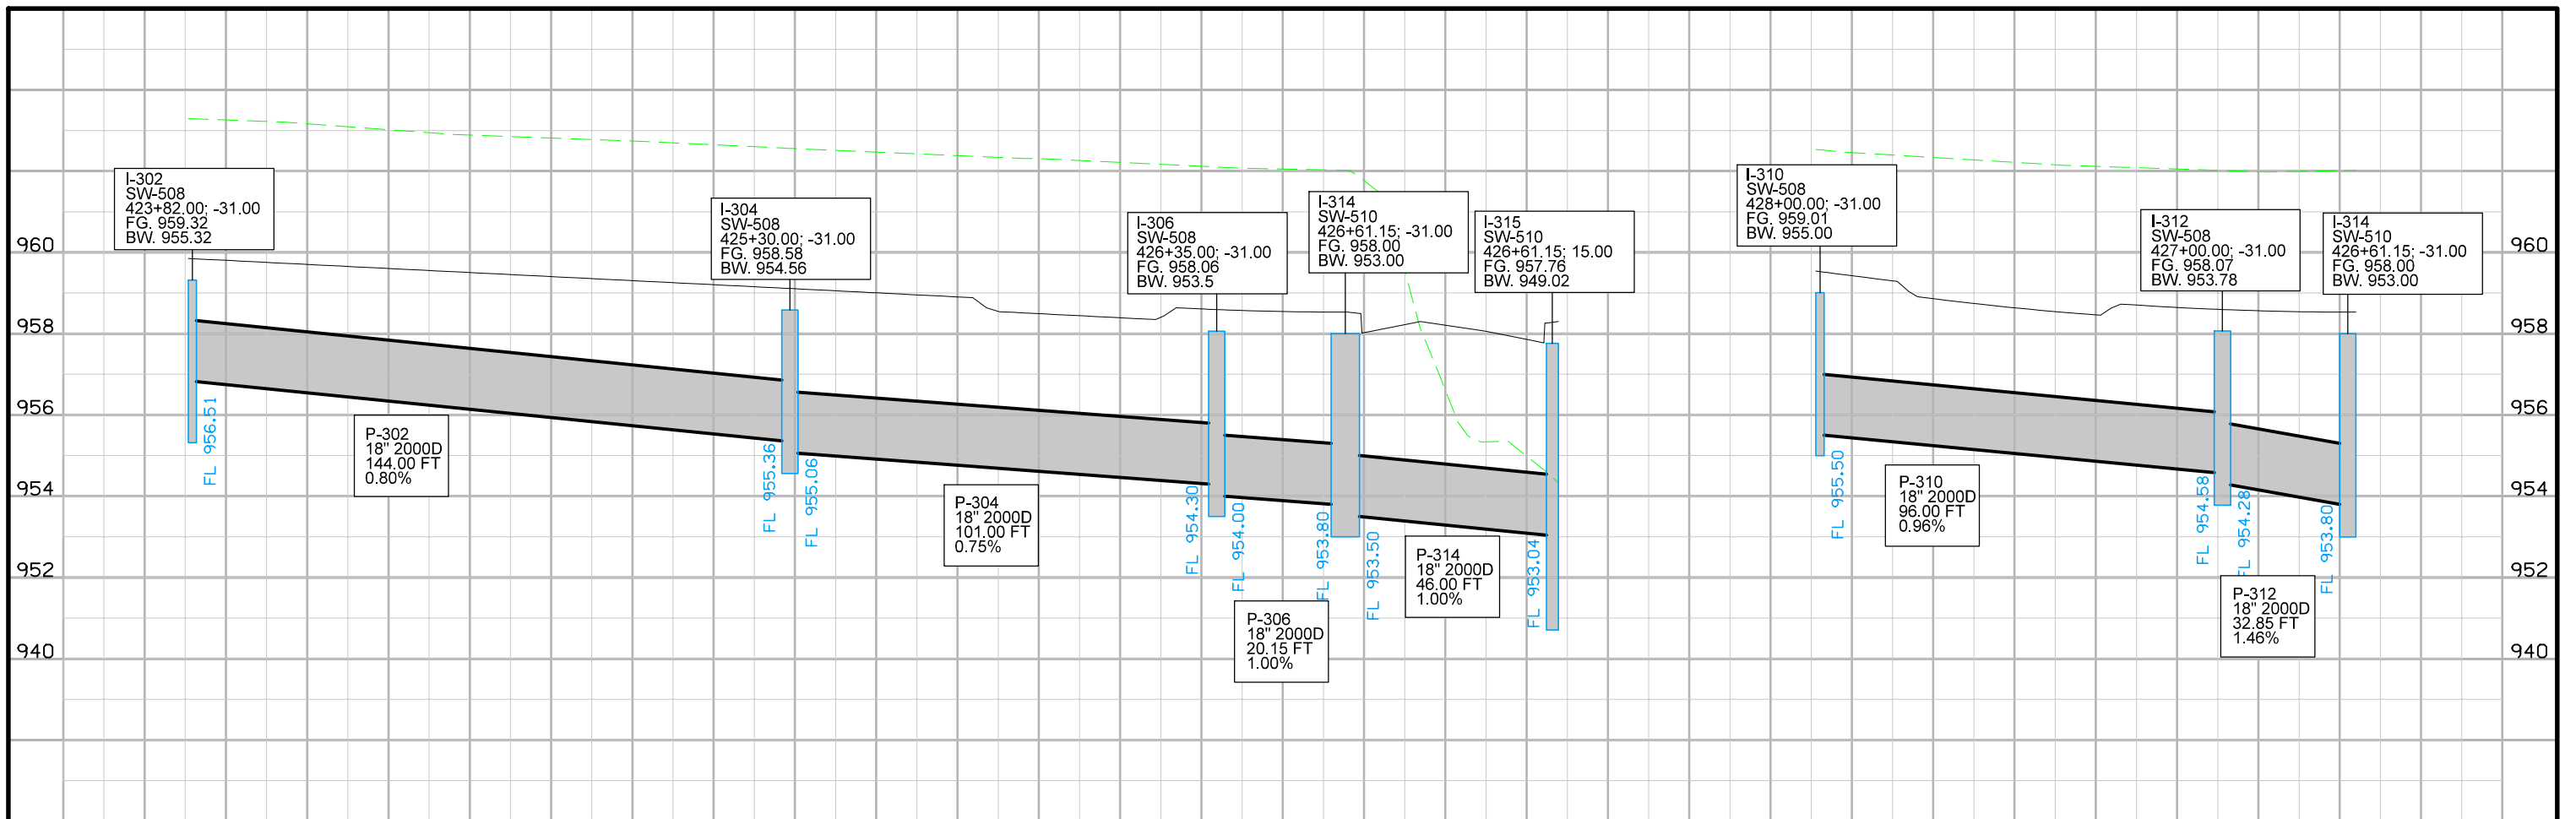 I-302
SW-508
423+82.00; -31.00
FG. 959.32
BW. 955.32
I-304
SW-508
425+30.00; -31.00
FG. 958.58
BW. 954.56
I-306
SW-508
426+35.00; -31.00
FG. 958.06
BW. 953.5
I-314
SW-510
426+61.15; -31.00
FG. 958.00
BW. 953.00
I-315
SW-510
426+61.15; 15.00
FG. 957.76
BW. 949.02
I-310
SW-508
428+00.00; -31.00
FG. 959.01
BW. 955.00
I-312
SW-508
427+00.00; -31.00
FG. 958.07
BW. 953.78
I-314
SW-510
426+61.15; -31.00
FG. 958.00
BW. 953.00
960
958
956
954
952
940
960
958
956
954
952
940
FL 956.51
FL 955.36
FL 955.06
FL 954.30
FL 954.00
FL 953.80
FL 953.50
FL 953.04
FL 955.50
FL 954.58
FL 954.28
FL 953.80
P-302
18" 2000D
144.00 FT
0.80%
P-304
18" 2000D
101.00 FT
0.75%
P-306
18" 2000D
20.15 FT
1.00%
P-314
18" 2000D
46.00 FT
1.00%
P-310
18" 2000D
96.00 FT
0.96%
P-312
18" 2000D
32.85 FT
1.46%